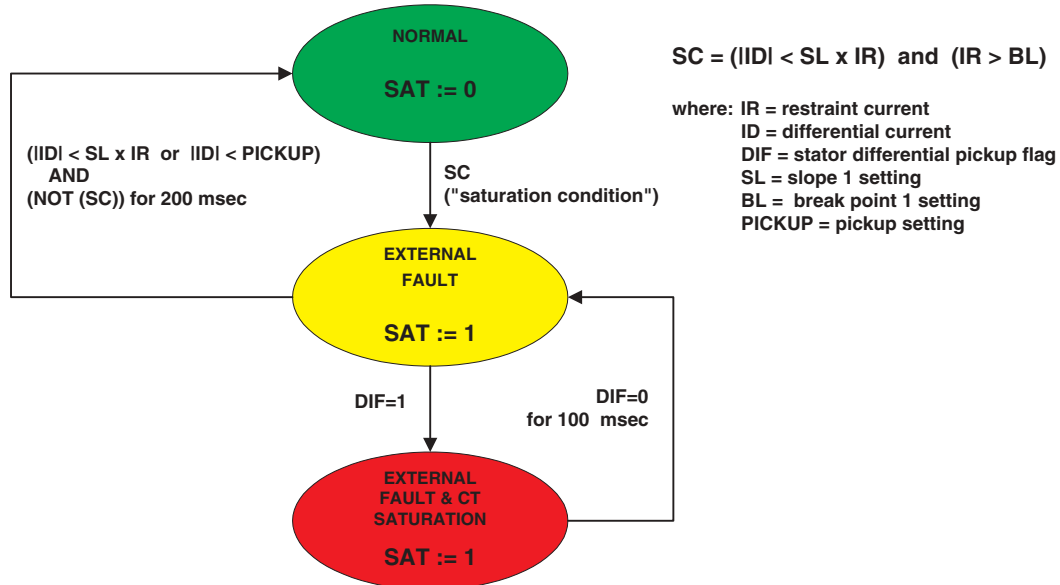 NORMAL
SAT := 0
SC = (|ID| < SL x IR) and (IR > BL)
where: IR = restraint current
ID = differential current
DIF = stator differential pickup flag
SL = slope 1 setting
BL = break point 1 setting
PICKUP = pickup setting
(|ID| < SL x IR or |ID| < PICKUP)
AND
(NOT (SC)) for 200 msec
SC
("saturation condition")
EXTERNAL
FAULT
SAT := 1
DIF=1
DIF=0
for 100 msec
EXTERNAL
FAULT & CT
SATURATION
SAT := 1